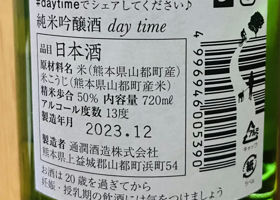 #daytimeでシェアしてください♪
純米吟醸酒 day time
品目 日本酒
原材料名 米(熊本県山都町産)
米こうじ(熊本県山都町産米)
精米歩合 50% 内容量 720mℓ
アルコール度数 13度
製造年月 2023.12
製造者 通潤酒造株式会社
熊本県上益城郡山都町浜町54
お酒は20歳を過ぎてから
妊娠・授乳期の飲酒には気をつけましょう
4996946005390
キャップ